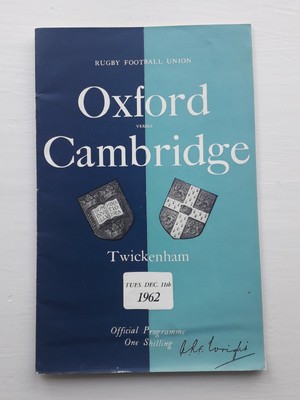 RUGBY FOOTBALL UNION
Oxford
VERSUS
Cambridge
Twickenham
TUES. DEC. 11th
1962
Official Programme
One Shilling